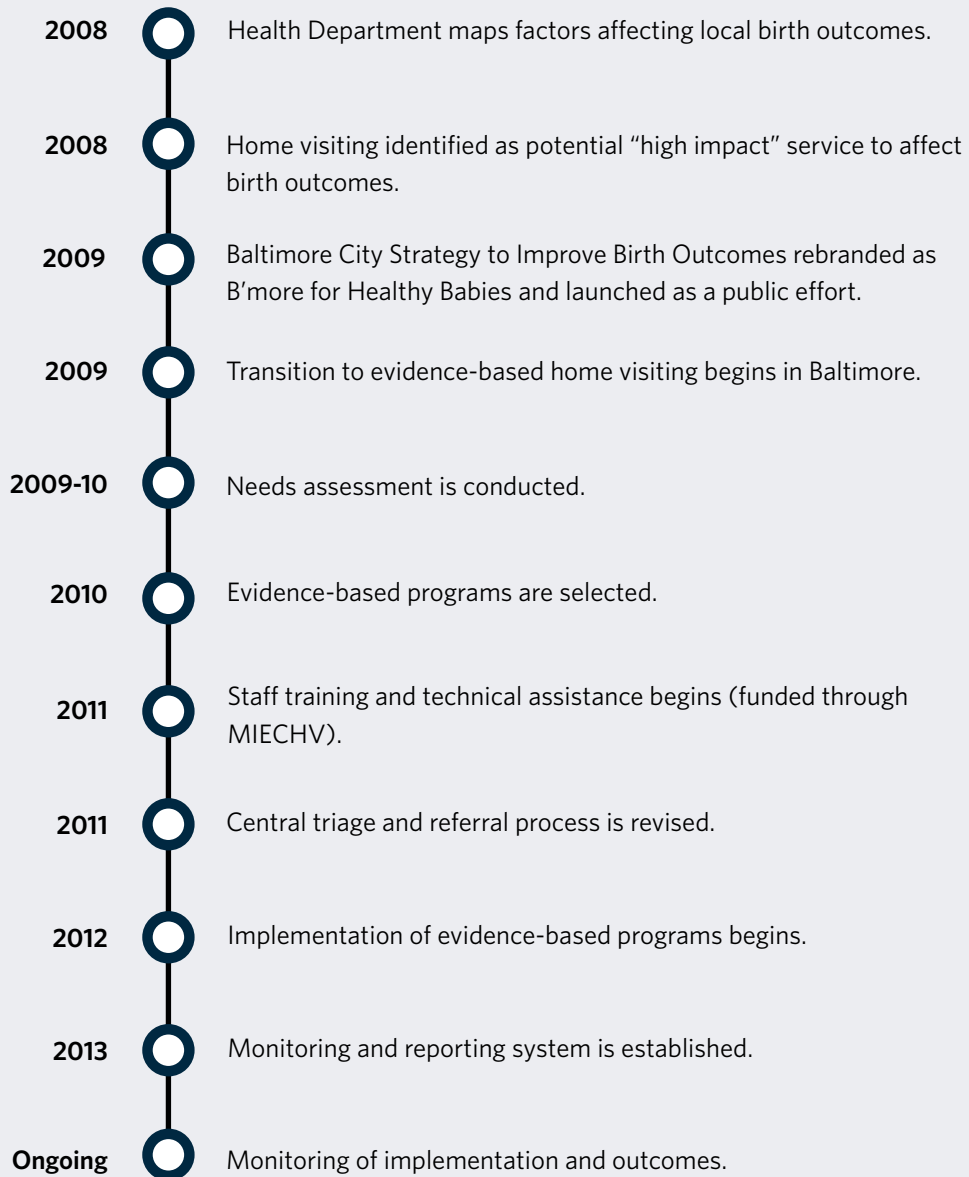 2008
Health Department maps factors affecting local birth outcomes.
2008
Home visiting identified as potential “high impact” service to affect
birth outcomes.
2009
Baltimore City Strategy to Improve Birth Outcomes rebranded as
B’more for Healthy Babies and launched as a public effort.
2009
Transition to evidence-based home visiting begins in Baltimore.
2009-10
Needs assessment is conducted.
2010
Evidence-based programs are selected.
2011
Staff training and technical assistance begins (funded through
MIECHV).
2011
Central triage and referral process is revised.
2012
Implementation of evidence-based programs begins.
2013
Monitoring and reporting system is established.
Ongoing
Monitoring of implementation and outcomes.